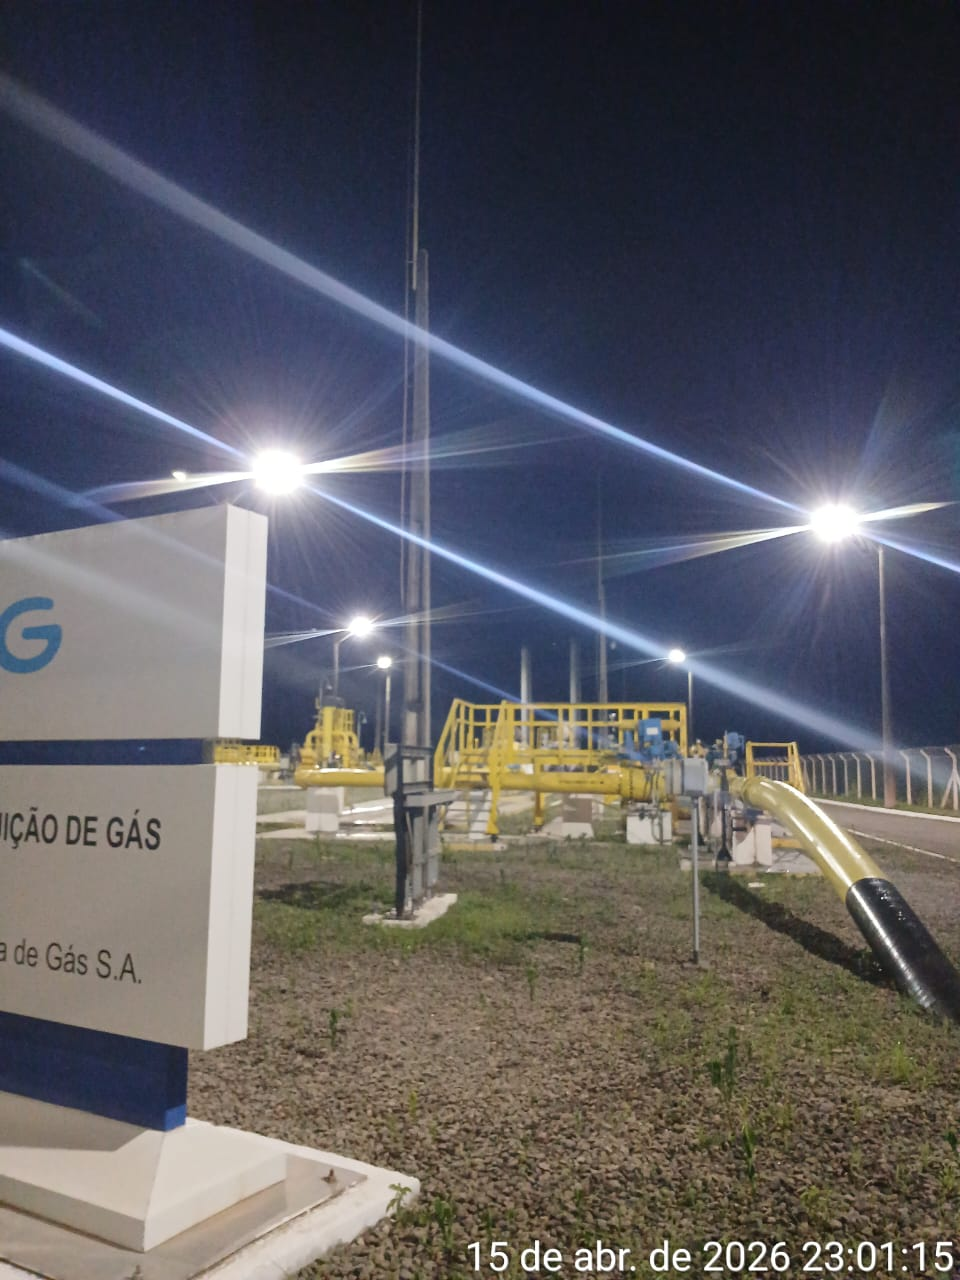 G
UIÇÃO DE GÁS
a de Gás S.A.
15 de abr. de 2026 23:01:15